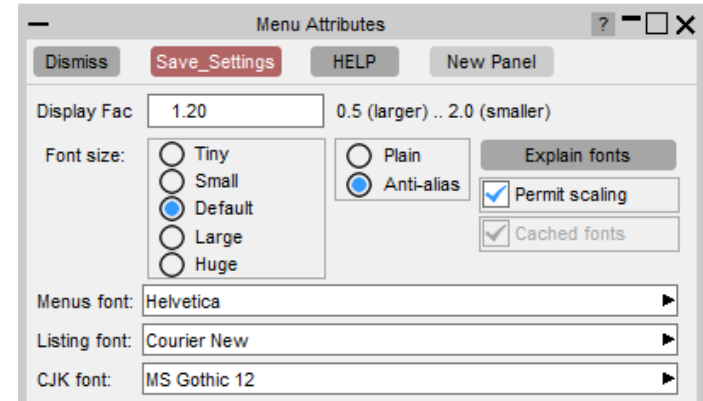 Menu Attributes ?
Dismiss Save_Settings HELP New Panel
Display Fac 1.20 0.5 (larger) .. 2.0 (smaller)
Font size: Tiny Plain Explain fonts
Small Anti-alias Permit scaling
Default
Large Cached fonts
Huge
Menus font: Helvetica
Listing font: Courier New
CJK font: MS Gothic 12